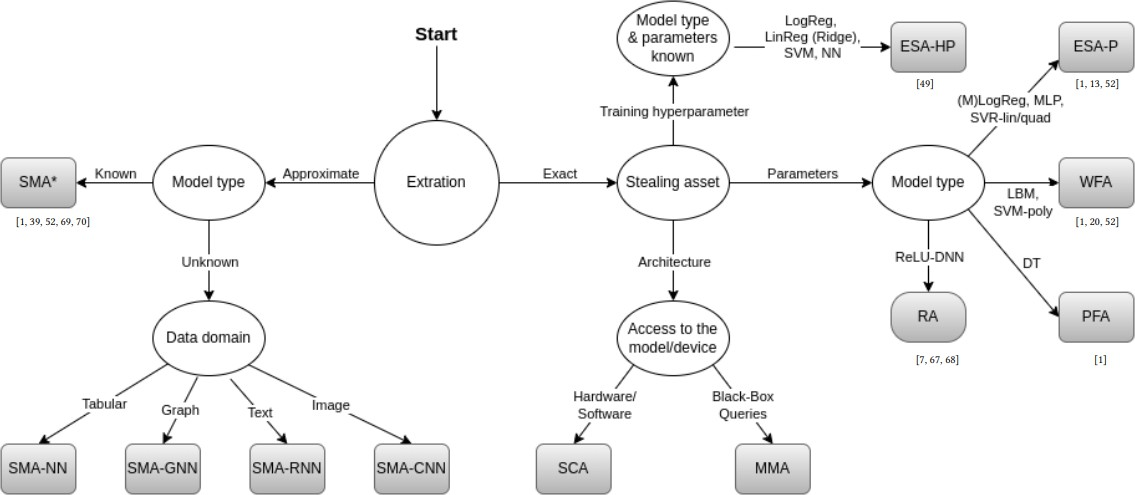 Start
Extration
Approximate
Model type
Known
SMA*
[1, 39, 52, 69, 70]
Unknown
Data domain
Tabular
Graph
Text
Image
SMA-NN
SMA-GNN
SMA-RNN
SMA-CNN
Exact
Stealing asset
Training hyperparameter
Model type
& parameters
known
LogReg,
LinReg (Ridge),
SVM, NN
ESA-HP
[49]
Architecture
Access to the
model/device
Hardware/
Software
Black-Box
Queries
SCA
MMA
Parameters
Model type
(M)LogReg, MLP,
SVR-lin/quad
ESA-P
[1, 13, 52]
LBM,
SVM-poly
WFA
[1, 20, 52]
DT
PFA
[1]
ReLU-DNN
RA
[7, 67, 68]